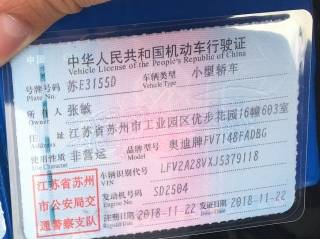 中华人民共和国机动车行驶证
Vehicle License of the People's Republic of China
号牌号码 苏E3155D 车辆类型 小型轿车
Plate No. Vehicle Type
所有人 张敏
Owner
住址 江苏省苏州市工业园区优步花园16幢603室
Address
使用性质 非营运 品牌型号 奥迪牌FV7148FADBG
Use Character Model
江苏省苏州市公安局交通警察支队
车辆识别代号 LFV2A28VXJ5379118
VIN
发动机号码 SD2504
Engine No.
注册日期 2018-11-22 发证日期 2018-11-22